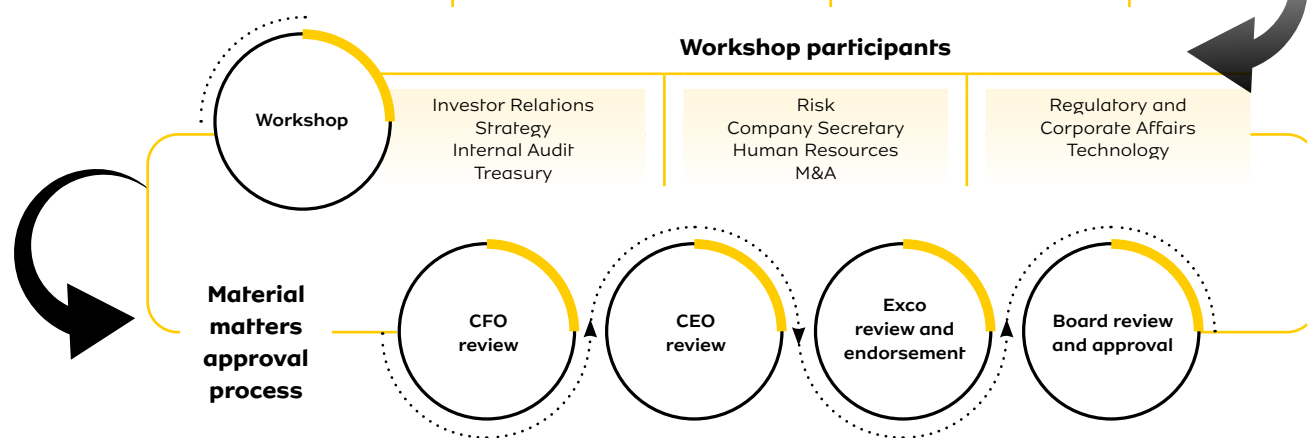 Workshop participants
Workshop
Investor Relations
Strategy
Internal Audit
Treasury
Risk
Company Secretary
Human Resources
M&A
Regulatory and
Corporate Affairs
Technology
Material
matters
approval
process
CFO
review
CEO
review
Exco
review and
endorsement
Board review
and approval